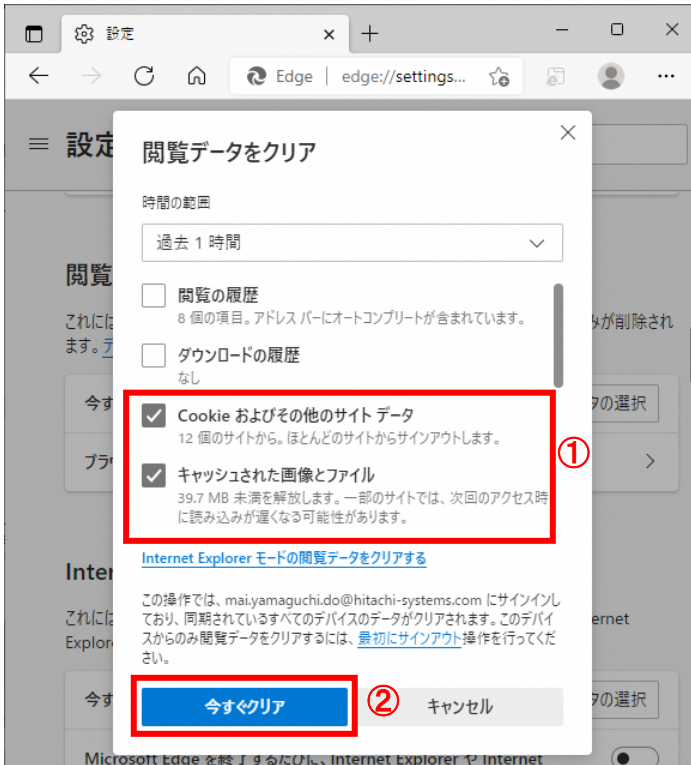 設定
Edge edge://settings...
設定
閲覧データをクリア
時間の範囲
過去 1 時間
閲覧の履歴
8 個の項目。アドレス バーにオートコンプリートが含まれています。
ダウンロードの履歴
なし
Cookie およびその他のサイト データ
12 個のサイトから。ほとんどのサイトからサインアウトします。
キャッシュされた画像とファイル
39.7 MB 未満を解放します。一部のサイトでは、次回のアクセス時
に読み込みが遅くなる可能性があります。
①
Internet Explorer モードの閲覧データをクリアする
この操作では、mai.yamaguchi.do@hitachi-systems.com にサインインし
ており、同期されているすべてのデバイスのデータがクリアされます。このデバイ
スからのみ閲覧データをクリアするには、最初にサインアウト操作を行ってくだ
さい。
今すぐクリア
②
キャンセル
閲覧
これには
みが削除され
ます。
今す
タの選択
ブラ
Inter
これには
ernet
Explor
今す
タの選択
Microsoft Edge を終了するたびに、Internet Explorer や Internet